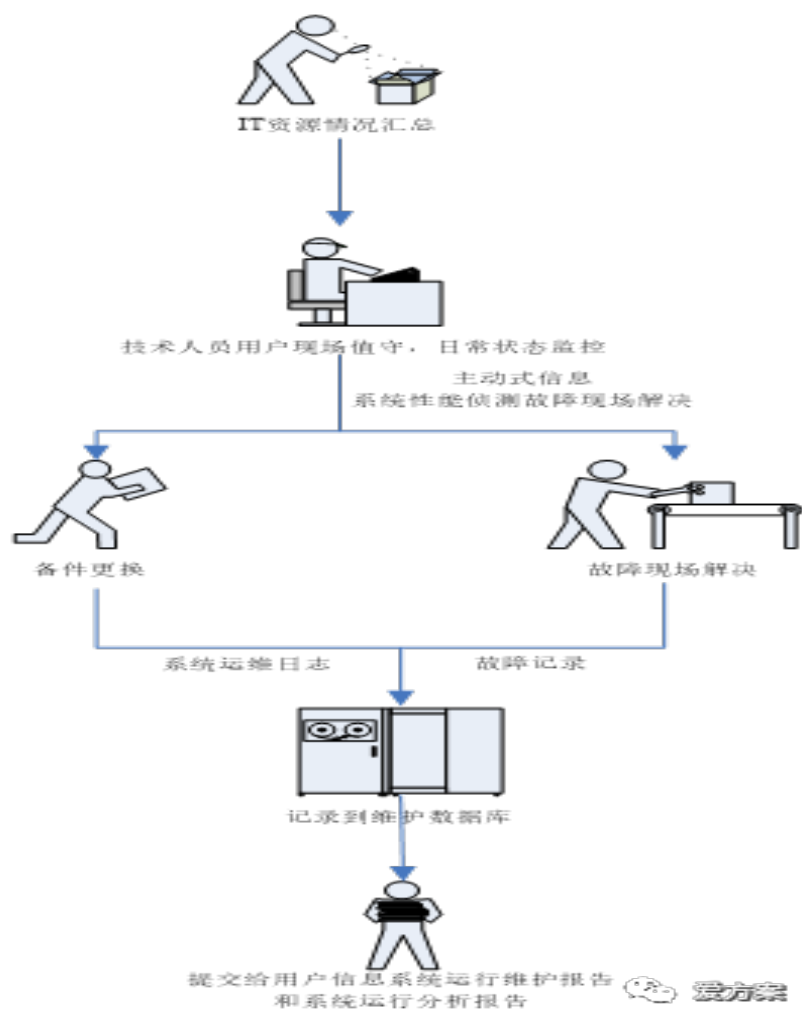 IT资源情况汇总
技术人员用户现场值守，日常状态监控
主动式信息
系统性能侦测故障现场解决
备件更换
故障现场解决
系统运维日志
故障记录
记录到维护数据库
提交给用户信息系统运行维护报告
和系统运行分析报告
爱方案